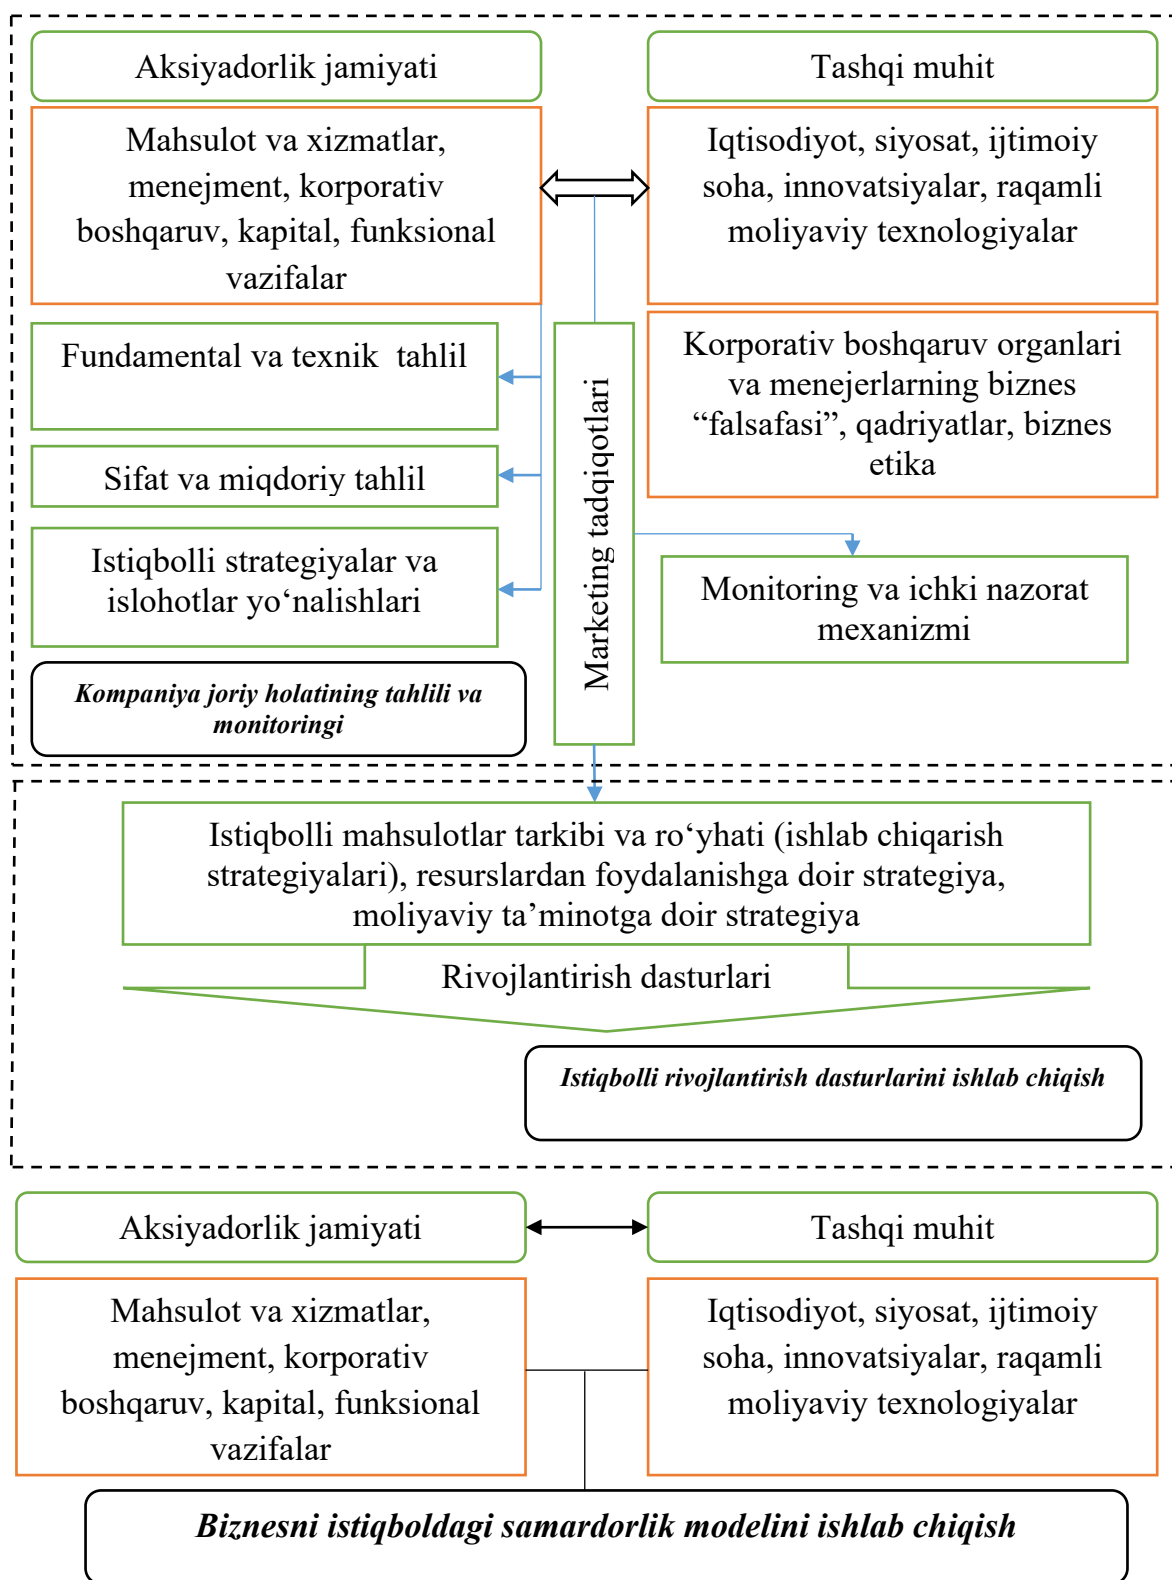 Aksiyadorlik jamiyati
Tashqi muhit
Mahsulot va xizmatlar,
menejment, korporativ
boshqaruv, kapital, funksional
vazifalar
Iqtisodiyot, siyosat, ijtimoiy
soha, innovatsiyalar, raqamli
moliyaviy texnologiyalar
Fundamental va texnik tahlil
Sifat va miqdoriy tahlil
Istiqbolli strategiyalar va
islohotlar yo‘nalishlari
Kompaniya joriy holatining tahlili va
monitoringi
Marketing tadqiqotlari
Korporativ boshqaruv organlari
va menejerlarning biznes
“falsafasi”, qadriyatlar, biznes
etika
Monitoring va ichki nazorat
mexanizmi
Istiqbolli mahsulotlar tarkibi va ro‘yhati (ishlab chiqarish
strategiyalari), resurslardan foydalanishga doir strategiya,
moliyaviy ta’minotga doir strategiya
Rivojlantirish dasturlari
Istiqbolli rivojlantirish dasturlarini ishlab chiqish
Aksiyadorlik jamiyati
Tashqi muhit
Mahsulot va xizmatlar,
menejment, korporativ
boshqaruv, kapital, funksional
vazifalar
Iqtisodiyot, siyosat, ijtimoiy
soha, innovatsiyalar, raqamli
moliyaviy texnologiyalar
Biznesni istiqboldagi samardorlik modelini ishlab chiqish